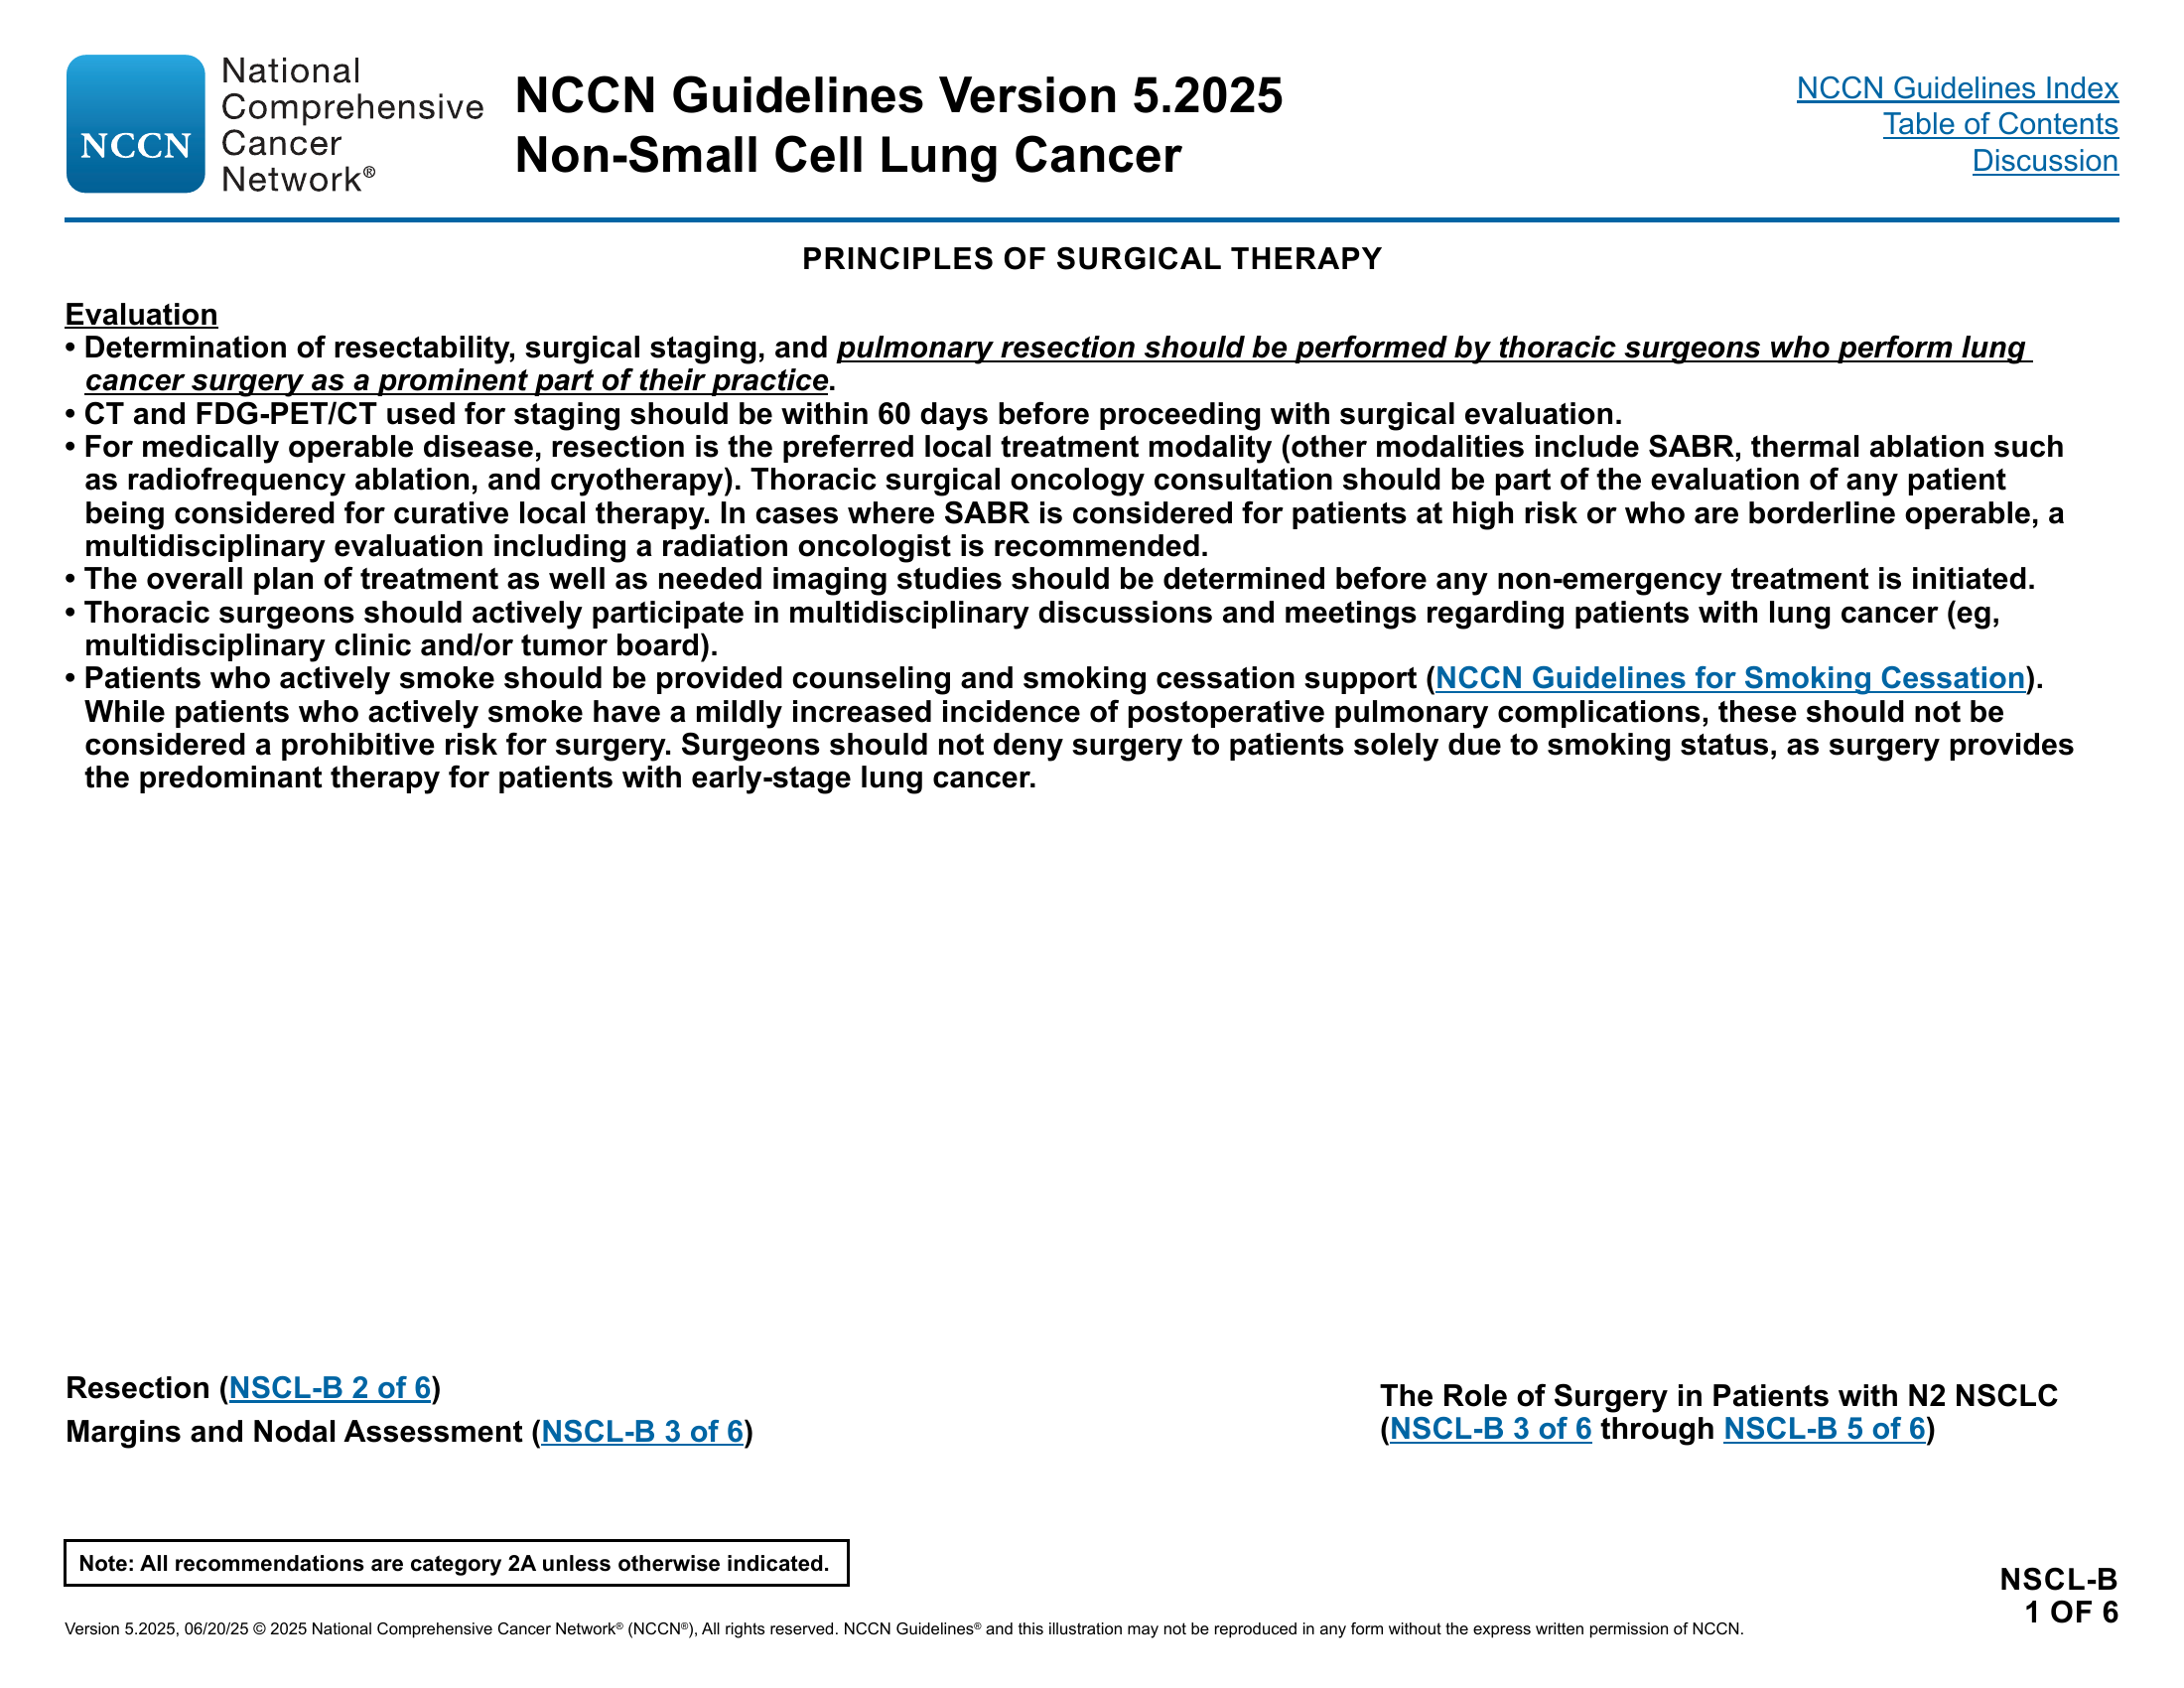 NCCN
National
Comprehensive
Cancer
Network®
NCCN Guidelines Version 5.2025
Non-Small Cell Lung Cancer
NCCN Guidelines Index
Table of Contents
Discussion
PRINCIPLES OF SURGICAL THERAPY
Evaluation
• Determination of resectability, surgical staging, and pulmonary resection should be performed by thoracic surgeons who perform lung
cancer surgery as a prominent part of their practice.
• CT and FDG-PET/CT used for staging should be within 60 days before proceeding with surgical evaluation.
• For medically operable disease, resection is the preferred local treatment modality (other modalities include SABR, thermal ablation such
as radiofrequency ablation, and cryotherapy). Thoracic surgical oncology consultation should be part of the evaluation of any patient
being considered for curative local therapy. In cases where SABR is considered for patients at high risk or who are borderline operable, a
multidisciplinary evaluation including a radiation oncologist is recommended.
• The overall plan of treatment as well as needed imaging studies should be determined before any non-emergency treatment is initiated.
• Thoracic surgeons should actively participate in multidisciplinary discussions and meetings regarding patients with lung cancer (eg,
multidisciplinary clinic and/or tumor board).
• Patients who actively smoke should be provided counseling and smoking cessation support (NCCN Guidelines for Smoking Cessation).
While patients who actively smoke have a mildly increased incidence of postoperative pulmonary complications, these should not be
considered a prohibitive risk for surgery. Surgeons should not deny surgery to patients solely due to smoking status, as surgery provides
the predominant therapy for patients with early-stage lung cancer.
Resection (NSCL-B 2 of 6)
Margins and Nodal Assessment (NSCL-B 3 of 6)
The Role of Surgery in Patients with N2 NSCLC
(NSCL-B 3 of 6 through NSCL-B 5 of 6)
Note: All recommendations are category 2A unless otherwise indicated.
NSCL-B
1 OF 6
Version 5.2025, 06/20/25 © 2025 National Comprehensive Cancer Network® (NCCN®), All rights reserved. NCCN Guidelines® and this illustration may not be reproduced in any form without the express written permission of NCCN.